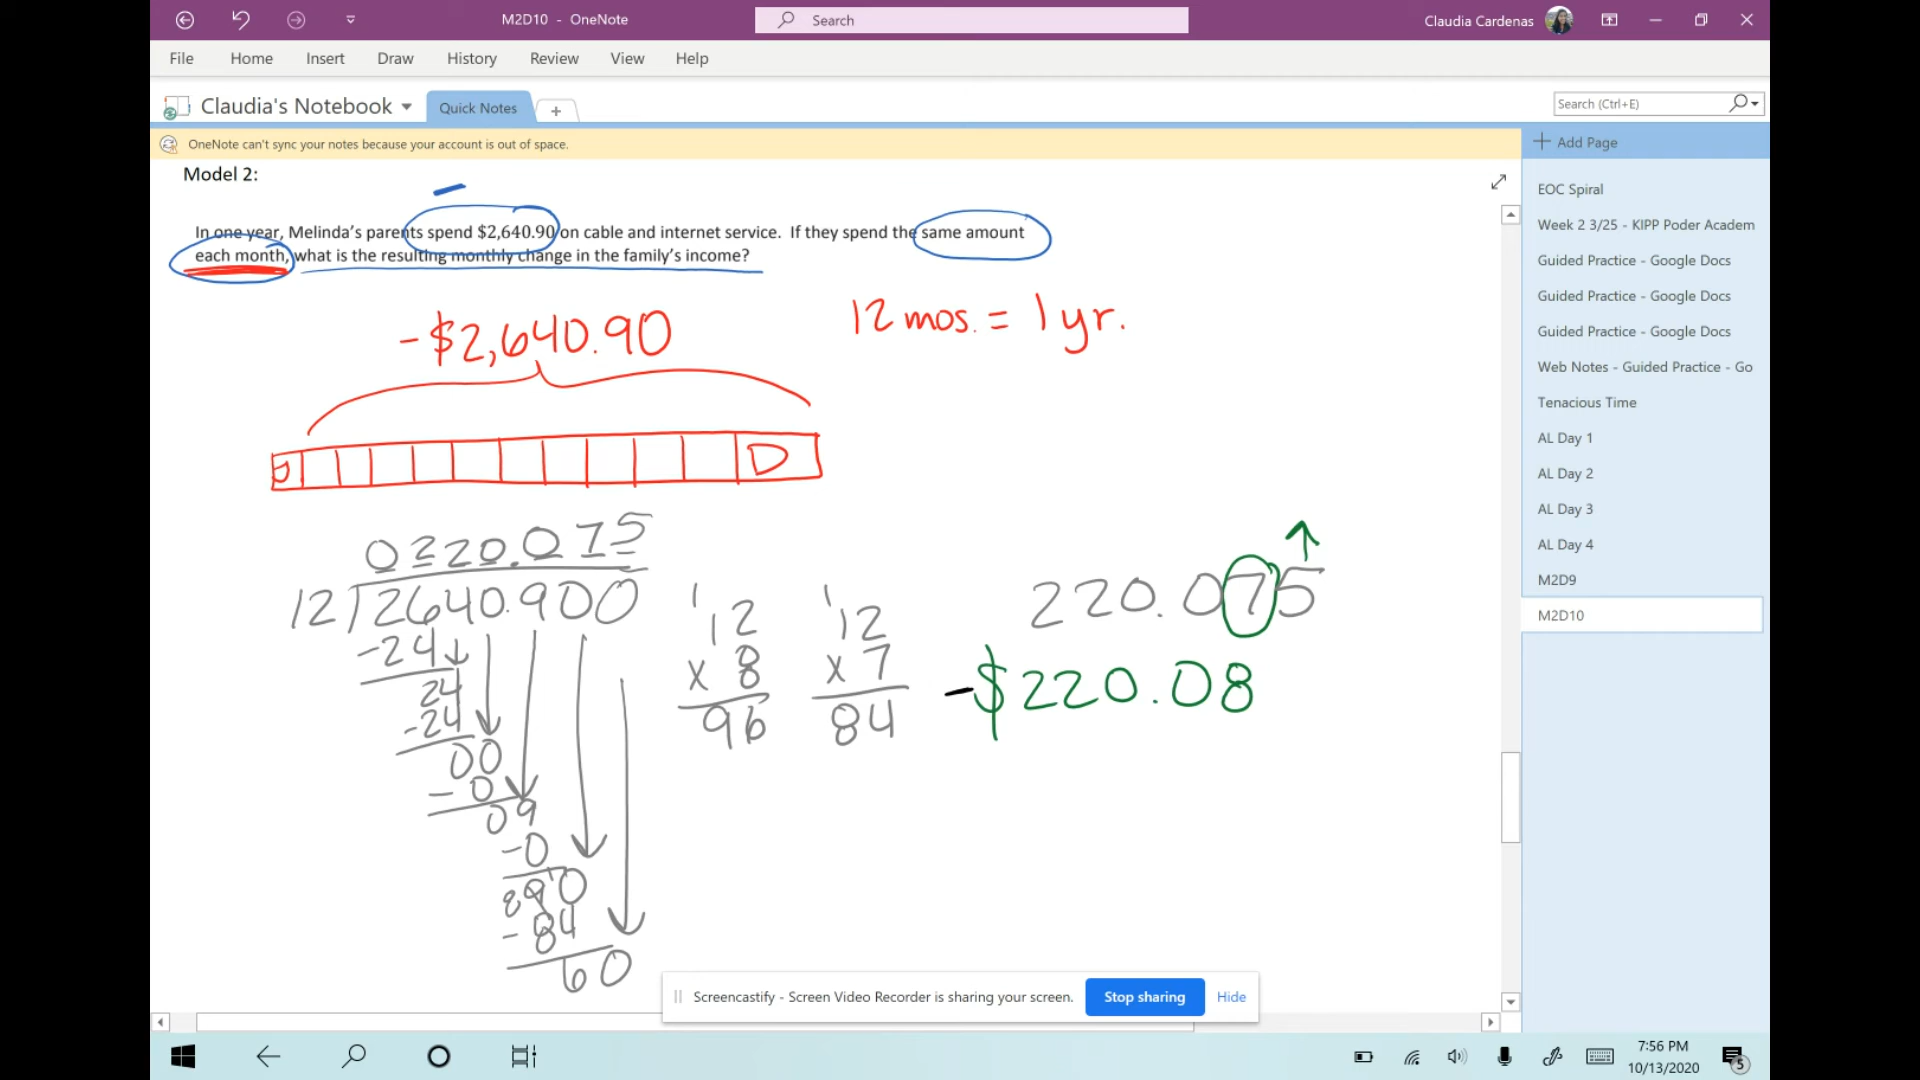 M2D10 - OneNote
Search
Claudia Cardenas
File Home Insert Draw History Review View Help
Claudia's Notebook
Quick Notes
+
Search (Ctrl+E)
OneNote can't sync your notes because your account is out of space.
Add Page
Model 2:
In one year, Melinda's parents spend $2,640.90 on cable and internet service. If they spend the same amount
each month, what is the resulting monthly change in the family's income?
-$2,640.90
12 mos. = 1 yr.
J D
0220.075
12 2640.900
-24
24
-24
00
-0
09
-0
890
-84
60
1
12
x 8
96
1
12
x 7
84
220.075
-$220.08
EOC Spiral
Week 2 3/25 - KIPP Poder Academ
Guided Practice - Google Docs
Guided Practice - Google Docs
Guided Practice - Google Docs
Web Notes - Guided Practice - Go
Tenacious Time
AL Day 1
AL Day 2
AL Day 3
AL Day 4
M2D9
M2D10
Screencastify - Screen Video Recorder is sharing your screen.
Stop sharing
Hide
7:56 PM
10/13/2020
5